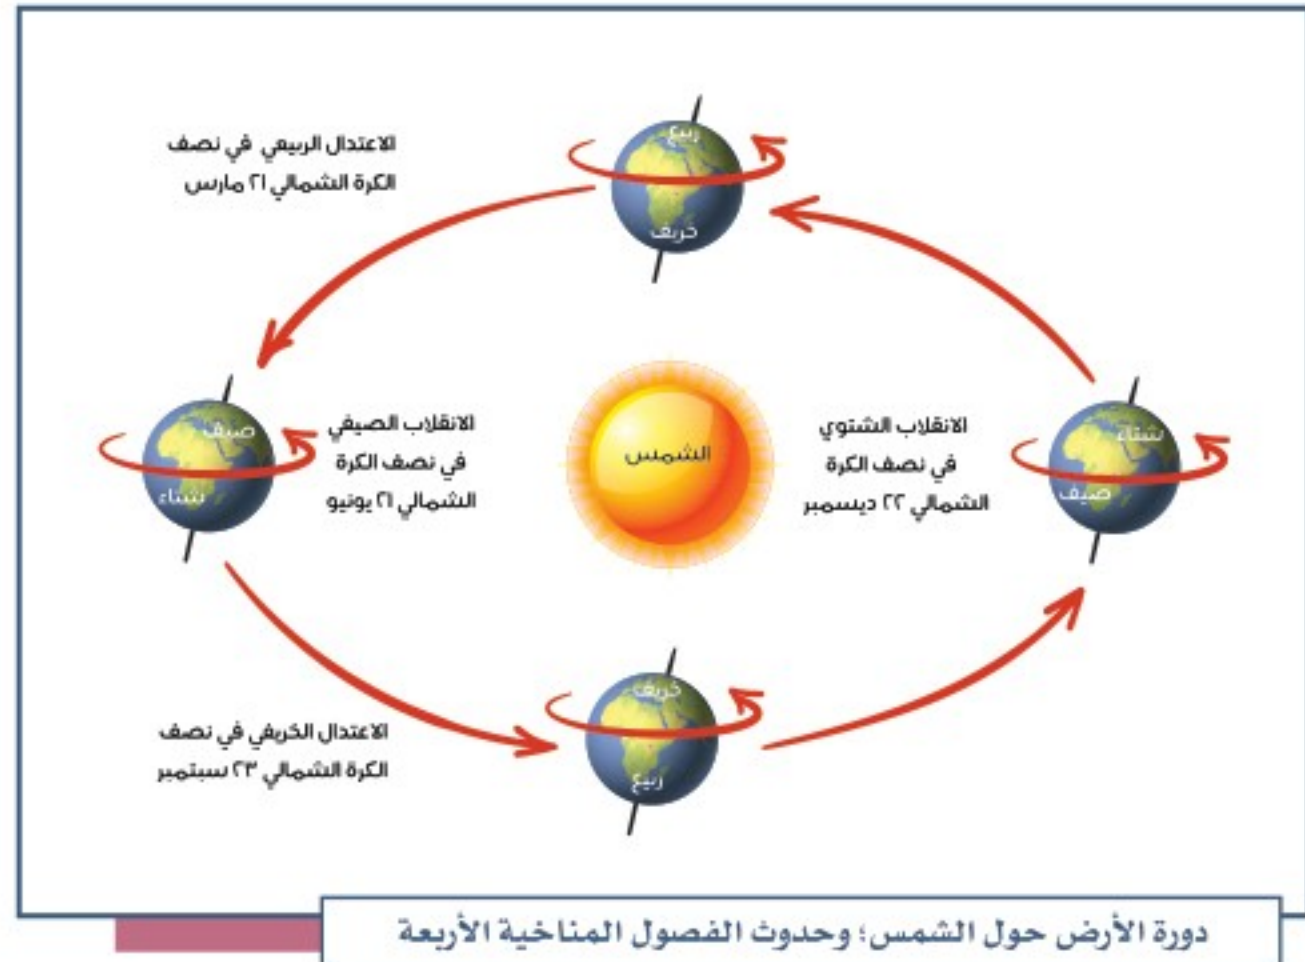 الاعتدال الربيعي في نصف
الكرة الشمالي ٢١ مارس
ربيع
خريف
الانقلاب الشتوي
في نصف الكرة
الشمالي ٢٢ ديسمبر
شتاء
صيف
الشمس
الانقلاب الصيفي
في نصف الكرة
الشمالي ٢١ يونيو
صيف
شتاء
خريف
ربيع
الاعتدال الخريفي في نصف
الكرة الشمالي ٢٣ سبتمبر
دورة الأرض حول الشمس؛ وحدوث الفصول المناخية الأربعة